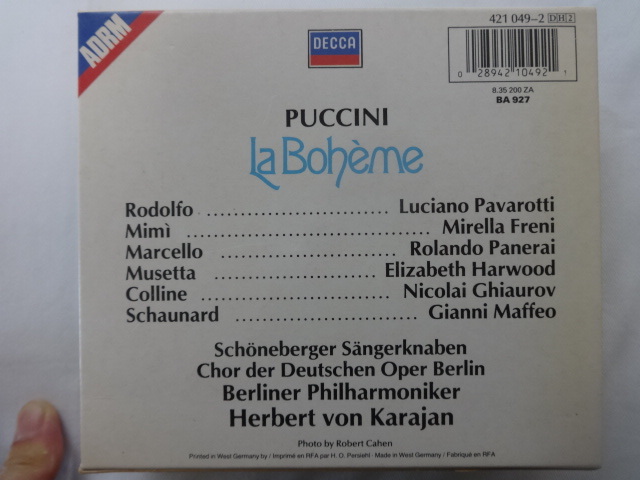 ADRM
DECCA
421 049-2 DH2
0 28942 10492 1
8.35 200 ZA
BA 927
PUCCINI
La Bohème
Rodolfo ............................ Luciano Pavarotti
Mimì ......................................... Mirella Freni
Marcello ........................... Rolando Panerai
Musetta ......................... Elizabeth Harwood
Colline ............................... Nicolai Ghiaurov
Schaunard ............................. Gianni Maffeo
Schöneberger Sängerknaben
Chor der Deutschen Oper Berlin
Berliner Philharmoniker
Herbert von Karajan
Photo by Robert Cahen
Printed in West Germany by / Imprimé en RFA par H. O. Persiehl · Made in West Germany / Fabriqué en RFA